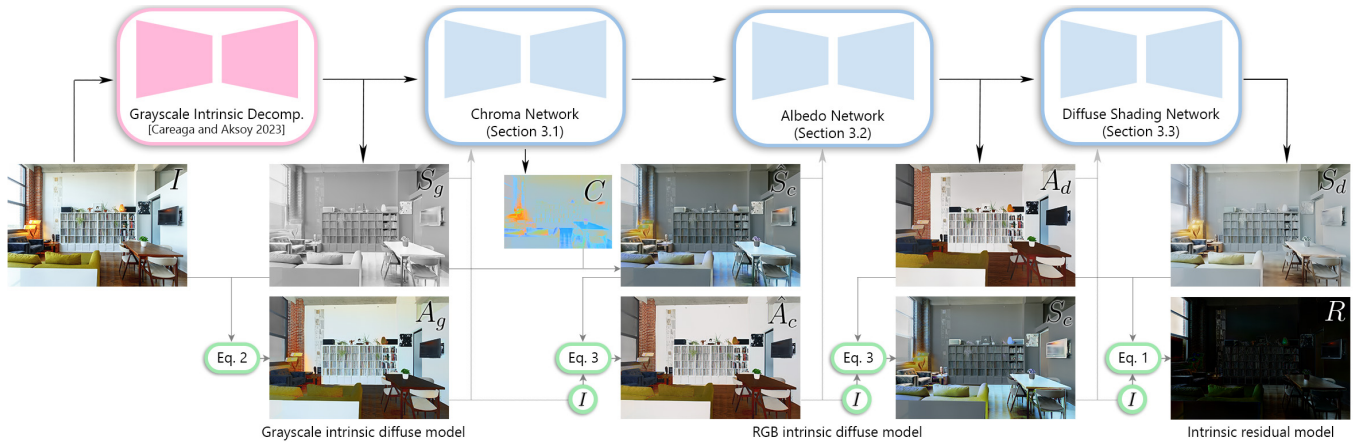 Grayscale Intrinsic Decomp.
[Careaga and Aksoy 2023]
Chroma Network
(Section 3.1)
Albedo Network
(Section 3.2)
Diffuse Shading Network
(Section 3.3)
I
S_g
C
Ŝ_c
A_d
S_d
A_g
Â_c
S_c
R
Eq. 2
Eq. 3
Eq. 3
Eq. 1
I
I
I
Grayscale intrinsic diffuse model
RGB intrinsic diffuse model
Intrinsic residual model